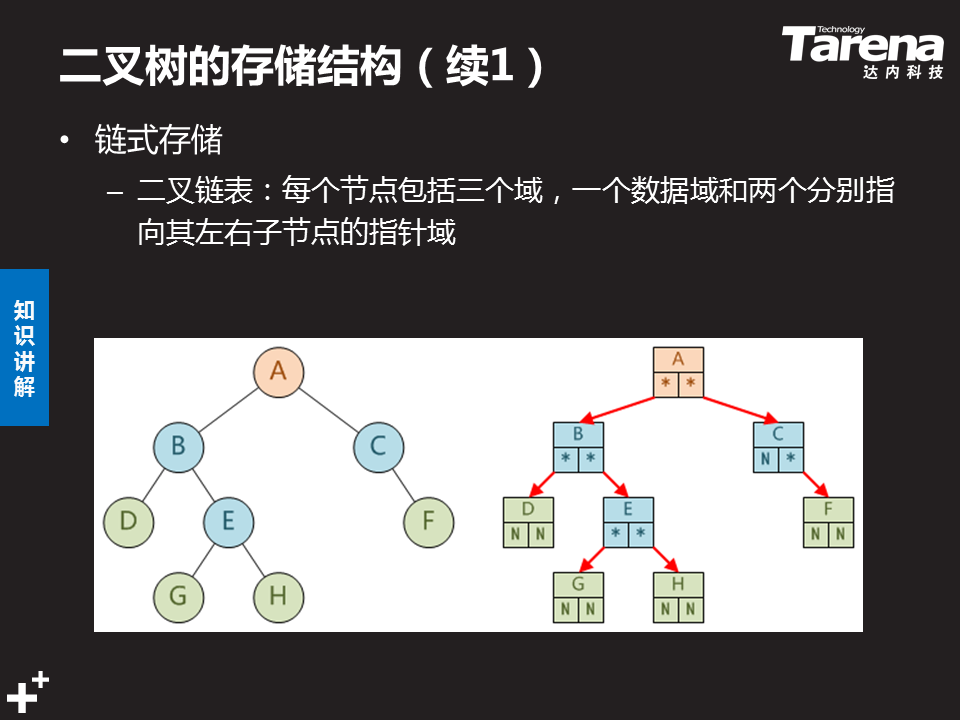 二叉树的存储结构（续1）
Technology
Tarena
达内科技
• 链式存储
– 二叉链表：每个节点包括三个域，一个数据域和两个分别指
向其左右子节点的指针域
知
识
讲
解
A
B C
D E F
G H
A
* *
B C
* * N *
D E F
N N * * N N
G H
N N N N